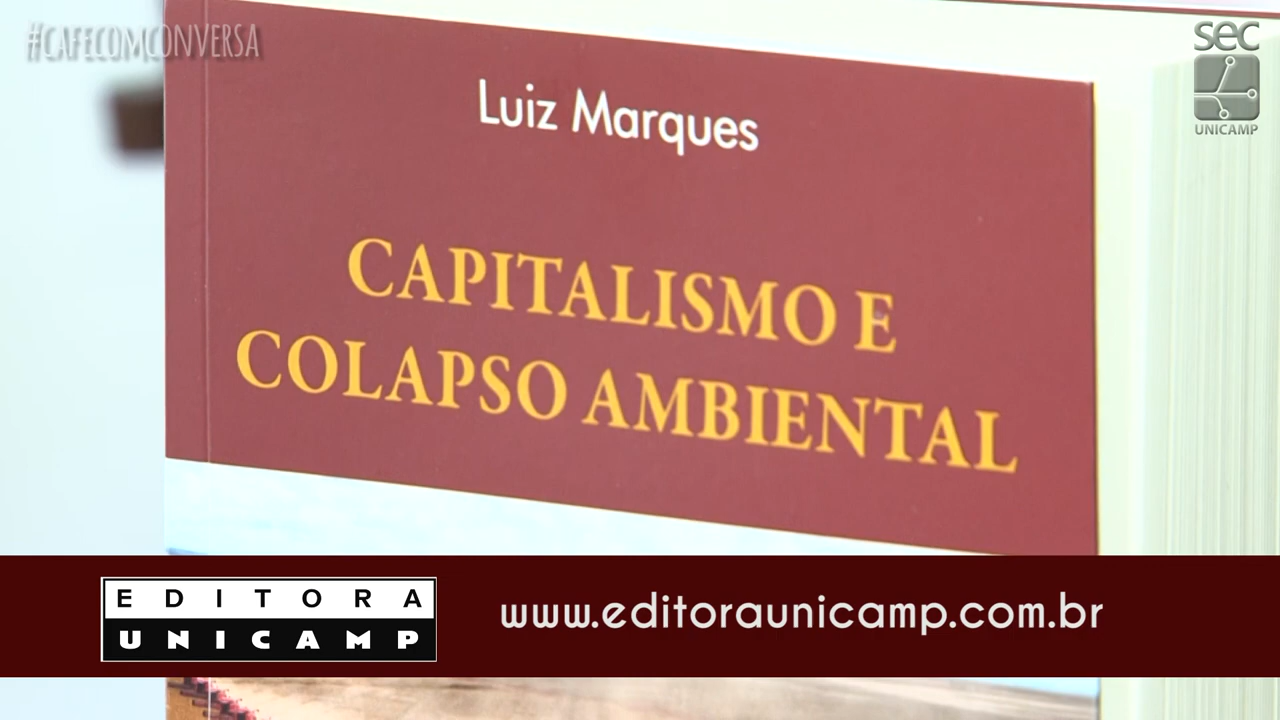 #CAFECOMCONVERSA
sec
UNICAMP
Luiz Marques
CAPITALISMO E
COLAPSO AMBIENTAL
EDITORA
UNICAMP
www.editoraunicamp.com.br